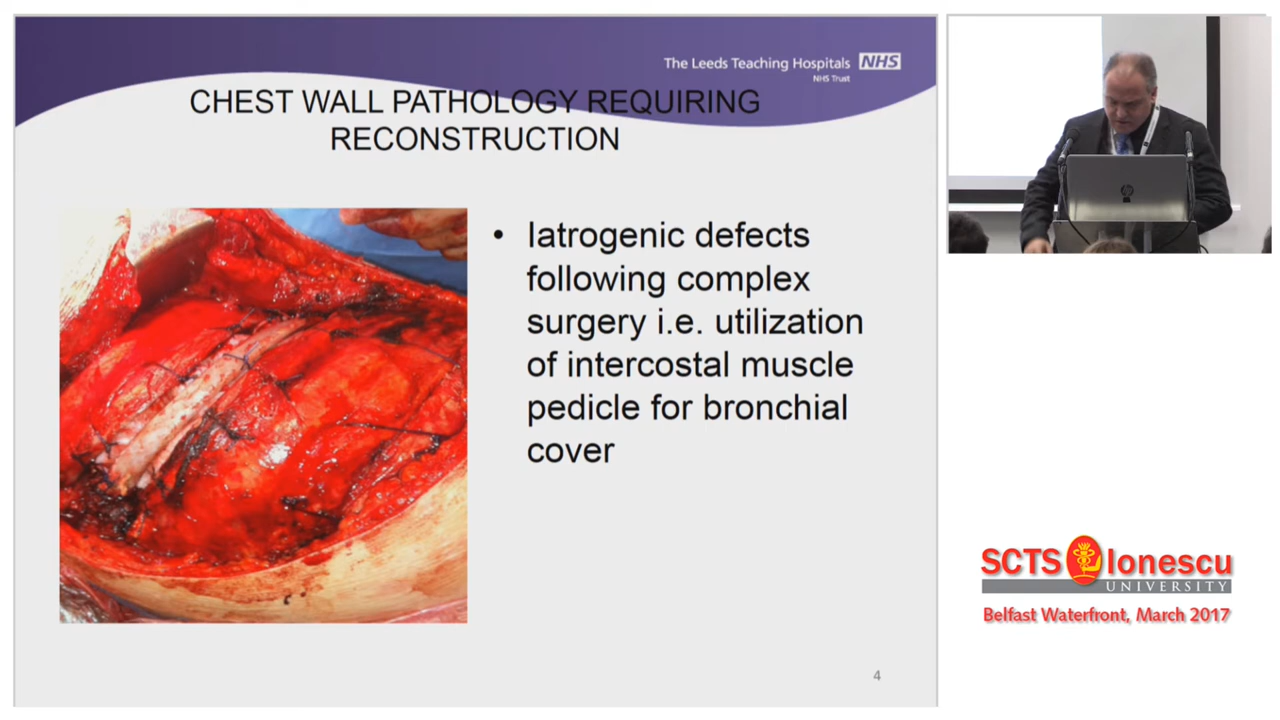 The Leeds Teaching Hospitals NHS
NHS Trust
CHEST WALL PATHOLOGY REQUIRING
RECONSTRUCTION
• Iatrogenic defects
following complex
surgery i.e. utilization
of intercostal muscle
pedicle for bronchial
cover
4
hp
SCTS Ionescu
UNIVERSITY
Belfast Waterfront, March 2017